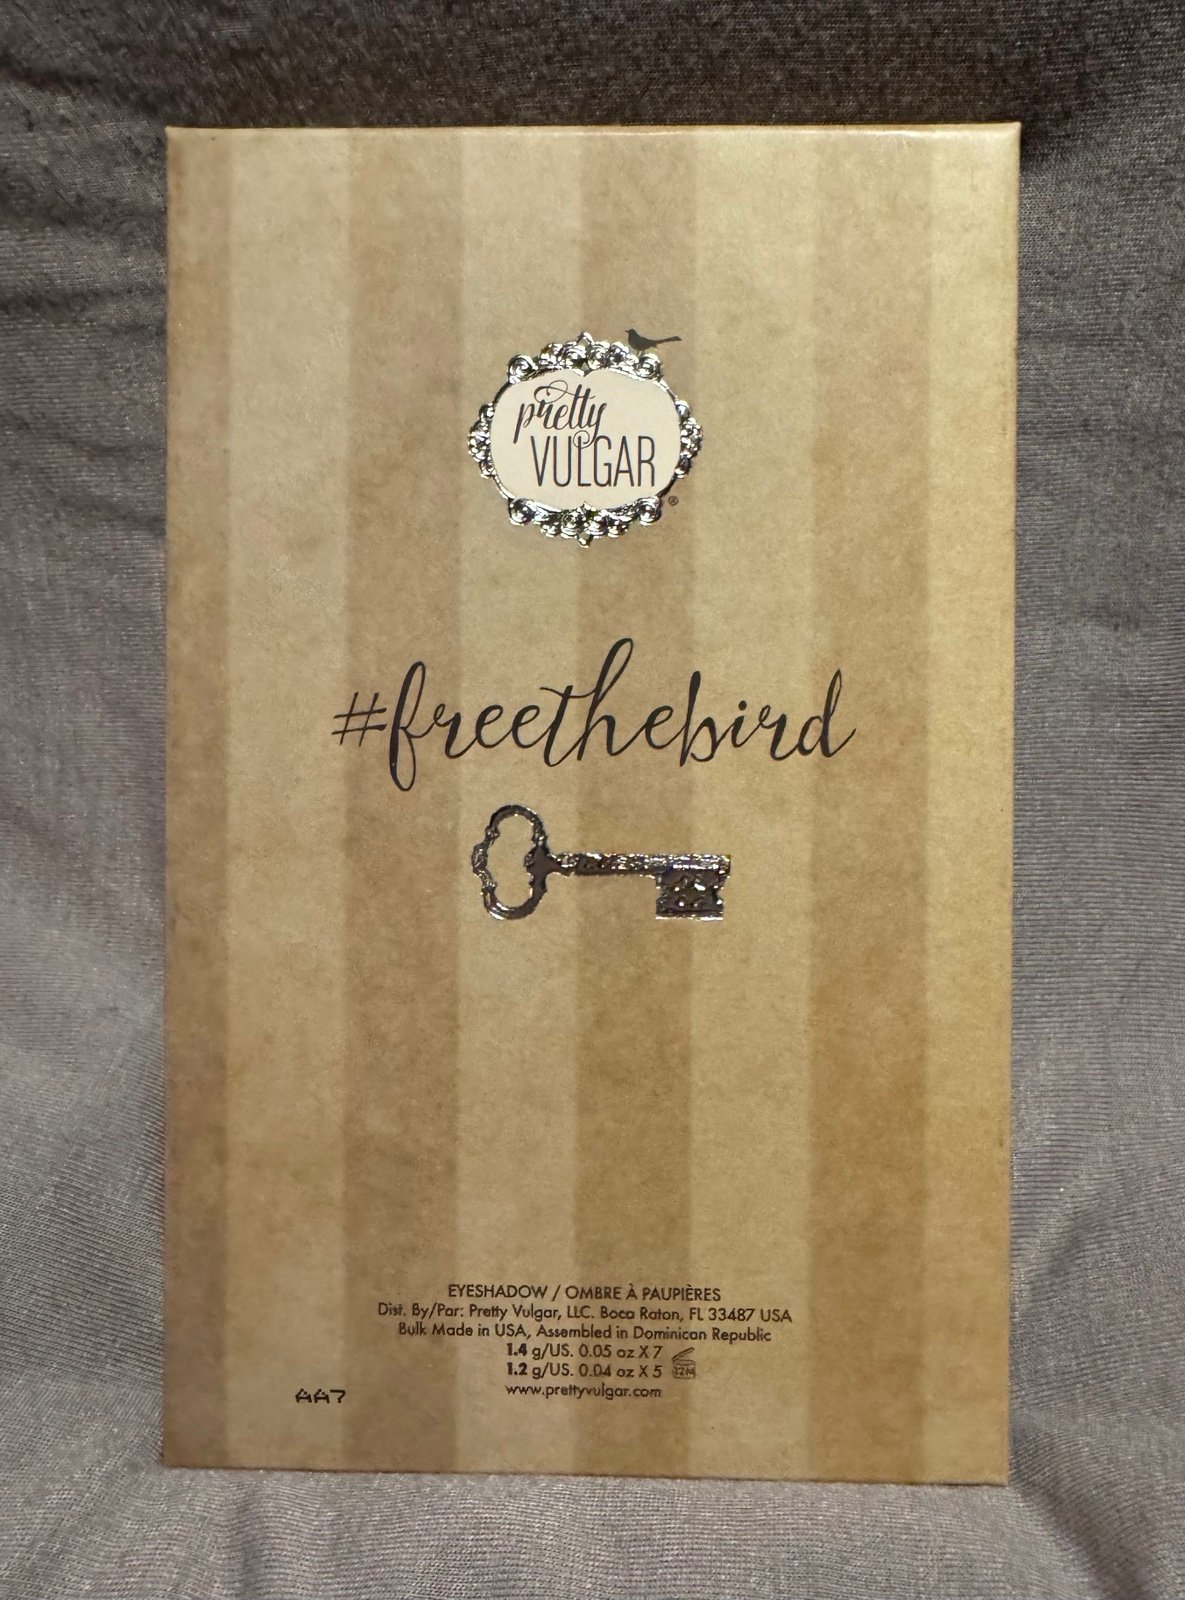 pretty
VULGAR
®
#freethebird
EYESHADOW / OMBRE À PAUPIÈRES
Dist. By/Par: Pretty Vulgar, LLC. Boca Raton, FL 33487 USA
Bulk Made in USA, Assembled in Dominican Republic
1.4 g/US. 0.05 oz X 7
1.2 g/US. 0.04 oz X 5 12M
www.prettyvulgar.com
AA7